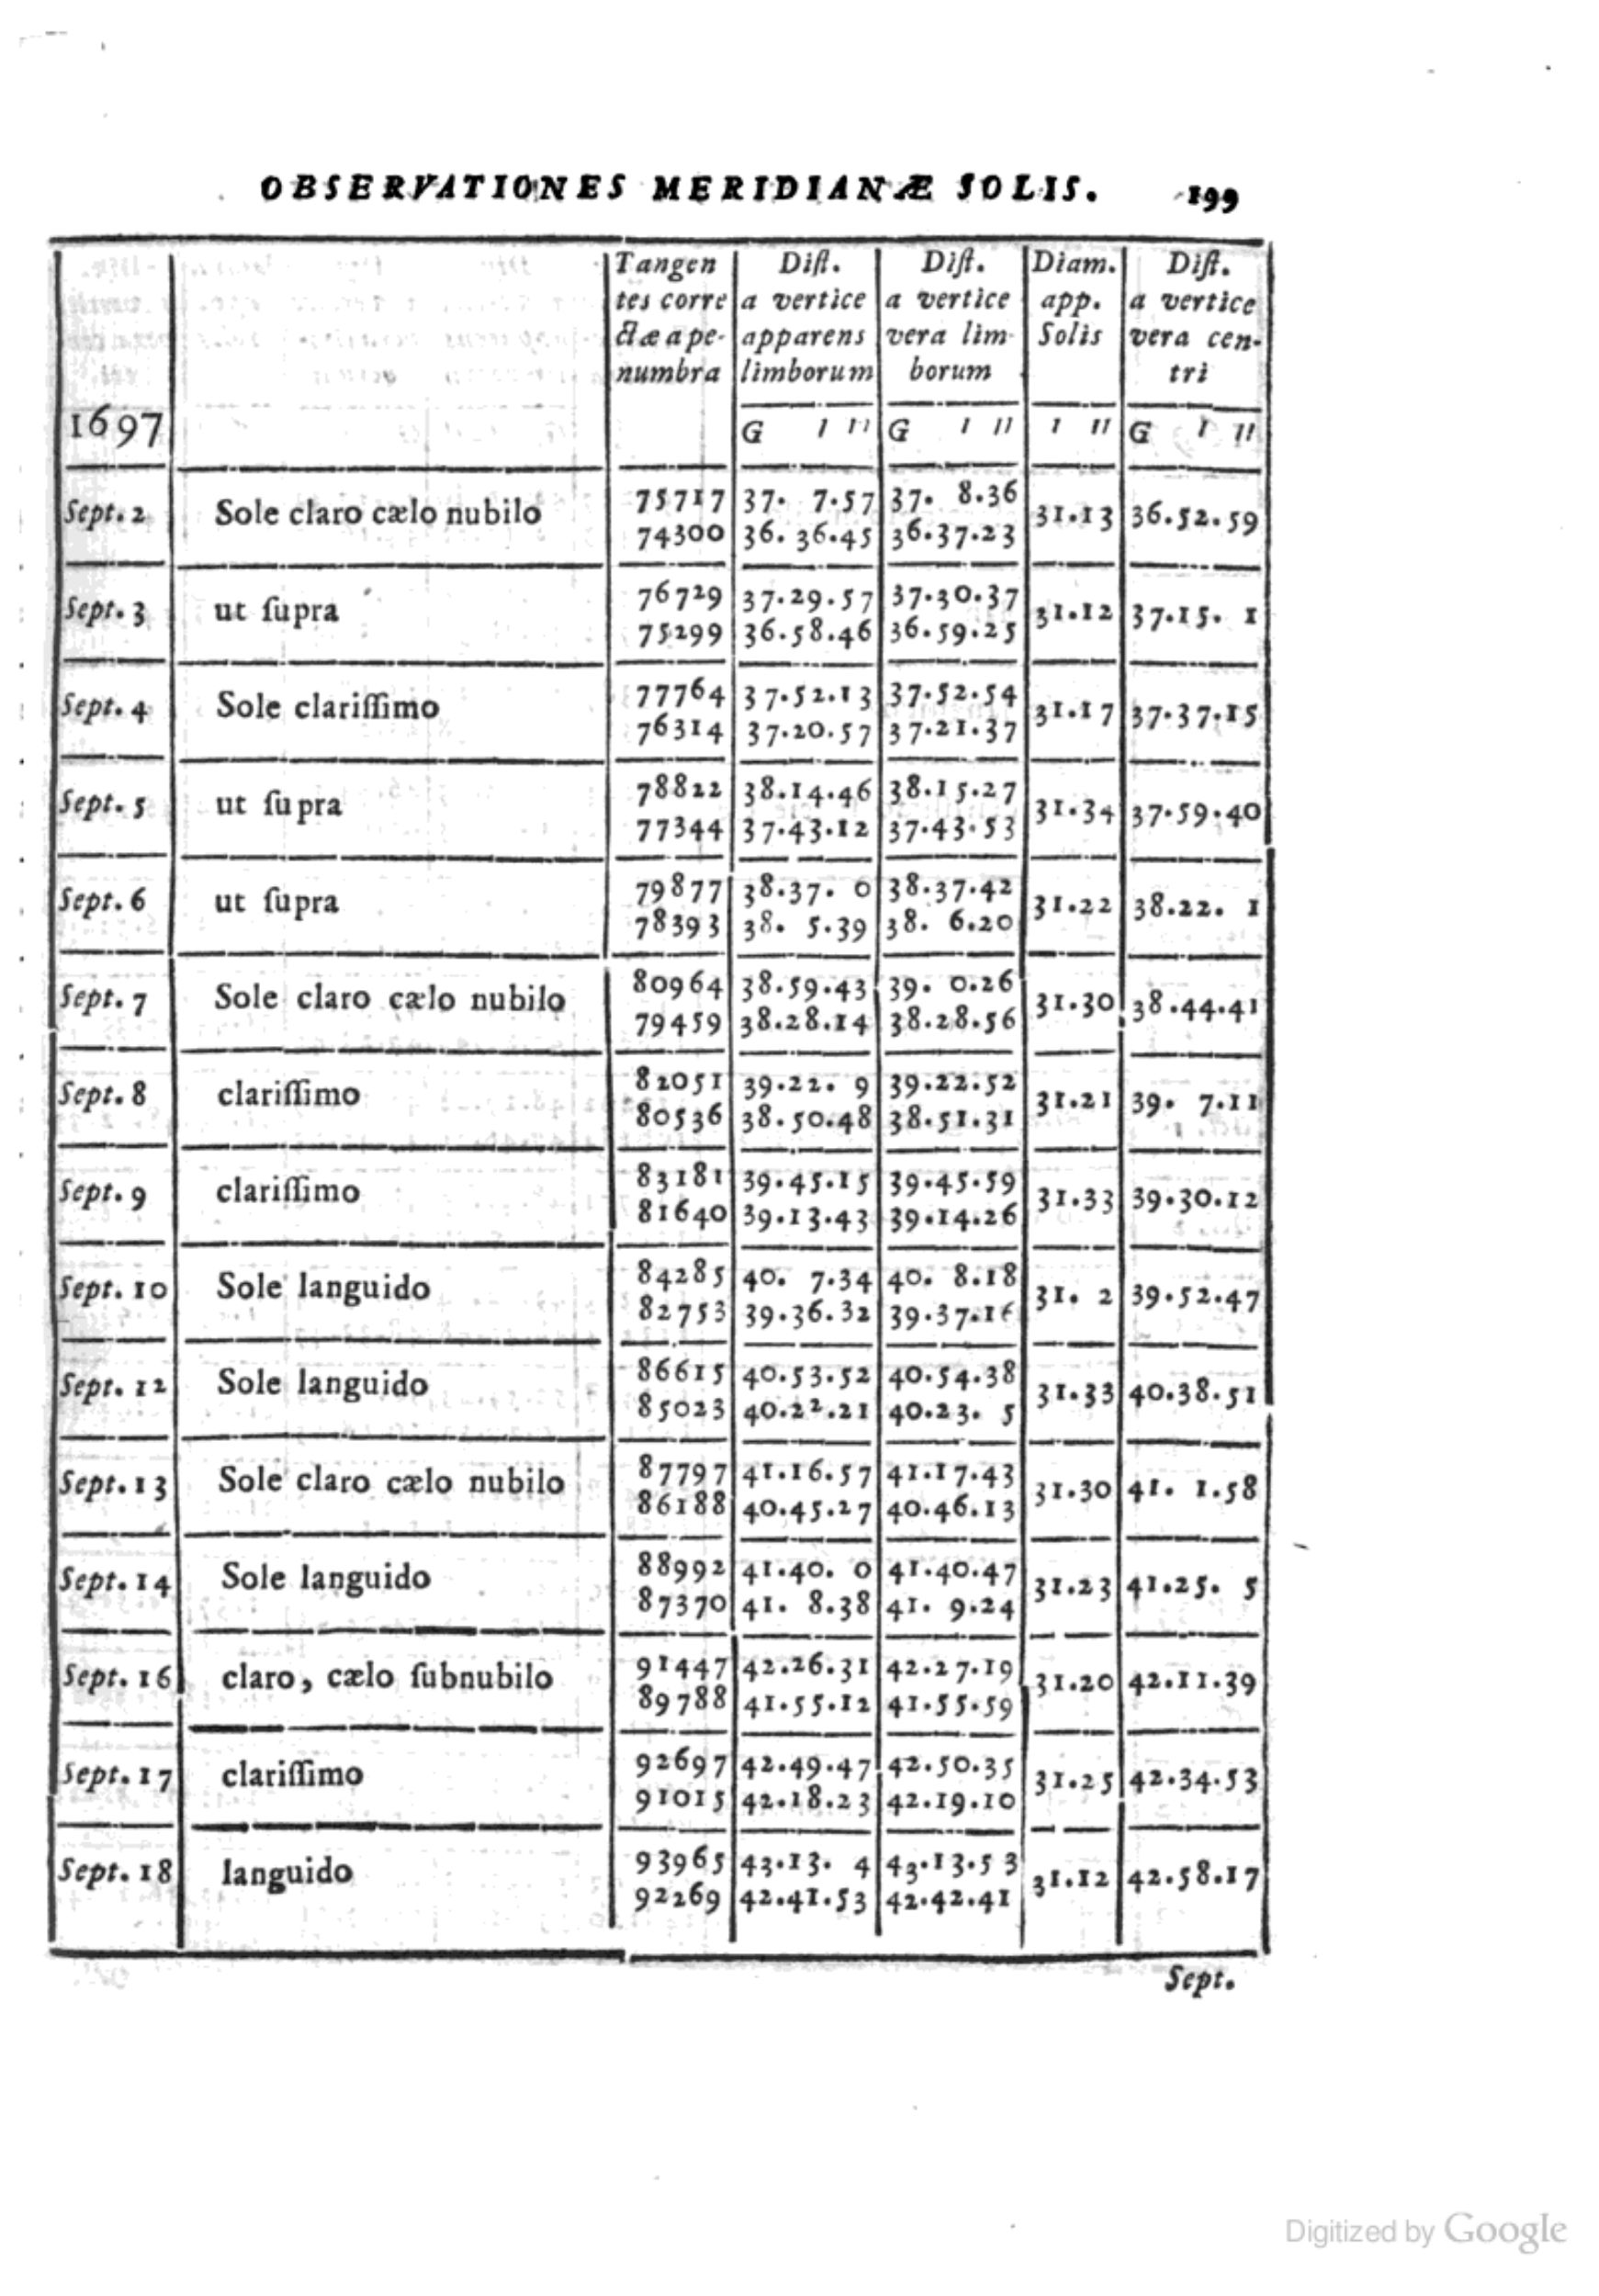 OBSERVATIONES MERIDIANÆ SOLIS. 199
1697
Tangen
tes corre
ctæ a pe-
numbra
Dist.
a vertice
apparens
limborum
G ı ıı
Dist.
a vertice
vera lim-
borum
G ı ıı
Diam.
app.
Solis
ı ıı
Dist.
a vertice
vera cen-
tri
G ı ıı
Sept. 2 Sole claro cælo nubilo 75717 37. 7.57 37. 8.36 31.13 36.52.59
74300 36.36.45 36.37.23
Sept. 3 ut ſupra 76729 37.29.57 37.30.37 31.12 37.15. 1
75299 36.58.46 36.59.25
Sept. 4 Sole clariſſimo 77764 37.52.13 37.52.54 31.17 37.37.15
76314 37.20.57 37.21.37
Sept. 5 ut ſupra 78822 38.14.46 38.15.27 31.34 37.59.40
77344 37.43.12 37.43.53
Sept. 6 ut ſupra 79877 38.37. 0 38.37.42 31.22 38.22. 1
78393 38. 5.39 38. 6.20
Sept. 7 Sole claro cælo nubilo 80964 38.59.43 39. 0.26 31.30 38.44.41
79459 38.28.14 38.28.56
Sept. 8 clariſſimo 82051 39.22. 9 39.22.52 31.21 39. 7.11
80536 38.50.48 38.51.31
Sept. 9 clariſſimo 83181 39.45.15 39.45.59 31.33 39.30.12
81640 39.13.43 39.14.26
Sept. 10 Sole languido 84285 40. 7.34 40. 8.18 31. 2 39.52.47
82753 39.36.32 39.37.16
Sept. 12 Sole languido 86615 40.53.52 40.54.38 31.33 40.38.51
85023 40.22.21 40.23. 5
Sept. 13 Sole claro cælo nubilo 87797 41.16.57 41.17.43 31.30 41. 1.58
86188 40.45.27 40.46.13
Sept. 14 Sole languido 88992 41.40. 0 41.40.47 31.23 41.25. 5
87370 41. 8.38 41. 9.24
Sept. 16 claro, cælo ſubnubilo 91447 42.26.31 42.27.19 31.20 42.11.39
89788 41.55.12 41.55.59
Sept. 17 clariſſimo 92697 42.49.47 42.50.35 31.25 42.34.53
91015 42.18.23 42.19.10
Sept. 18 languido 93965 43.13. 4 43.13.53 31.12 42.58.17
92269 42.41.53 42.42.41
Sept.
Digitized by Google